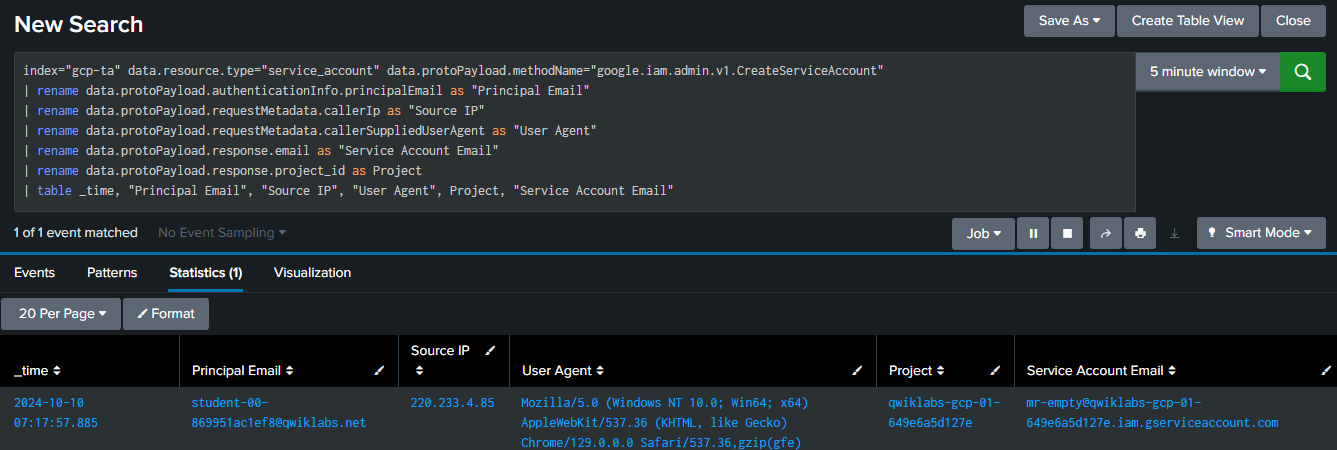 New Search
Save As
Create Table View
Close
index="gcp-ta" data.resource.type="service_account" data.protoPayload.methodName="google.iam.admin.v1.CreateServiceAccount"
| rename data.protoPayload.authenticationInfo.principalEmail as "Principal Email"
| rename data.protoPayload.requestMetadata.callerIp as "Source IP"
| rename data.protoPayload.requestMetadata.callerSuppliedUserAgent as "User Agent"
| rename data.protoPayload.response.email as "Service Account Email"
| rename data.protoPayload.response.project_id as Project
| table _time, "Principal Email", "Source IP", "User Agent", Project, "Service Account Email"
5 minute window
1 of 1 event matched
No Event Sampling
Job
Smart Mode
Events
Patterns
Statistics (1)
Visualization
20 Per Page
Format
_time
Principal Email
Source IP
User Agent
Project
Service Account Email
2024-10-10
07:17:57.885
student-00-
869951ac1ef8@qwiklabs.net
220.233.4.85
Mozilla/5.0 (Windows NT 10.0; Win64; x64)
AppleWebKit/537.36 (KHTML, like Gecko)
Chrome/129.0.0.0 Safari/537.36,gzip(gfe)
qwiklabs-gcp-01-
649e6a5d127e
mr-empty@qwiklabs-gcp-01-
649e6a5d127e.iam.gserviceaccount.com